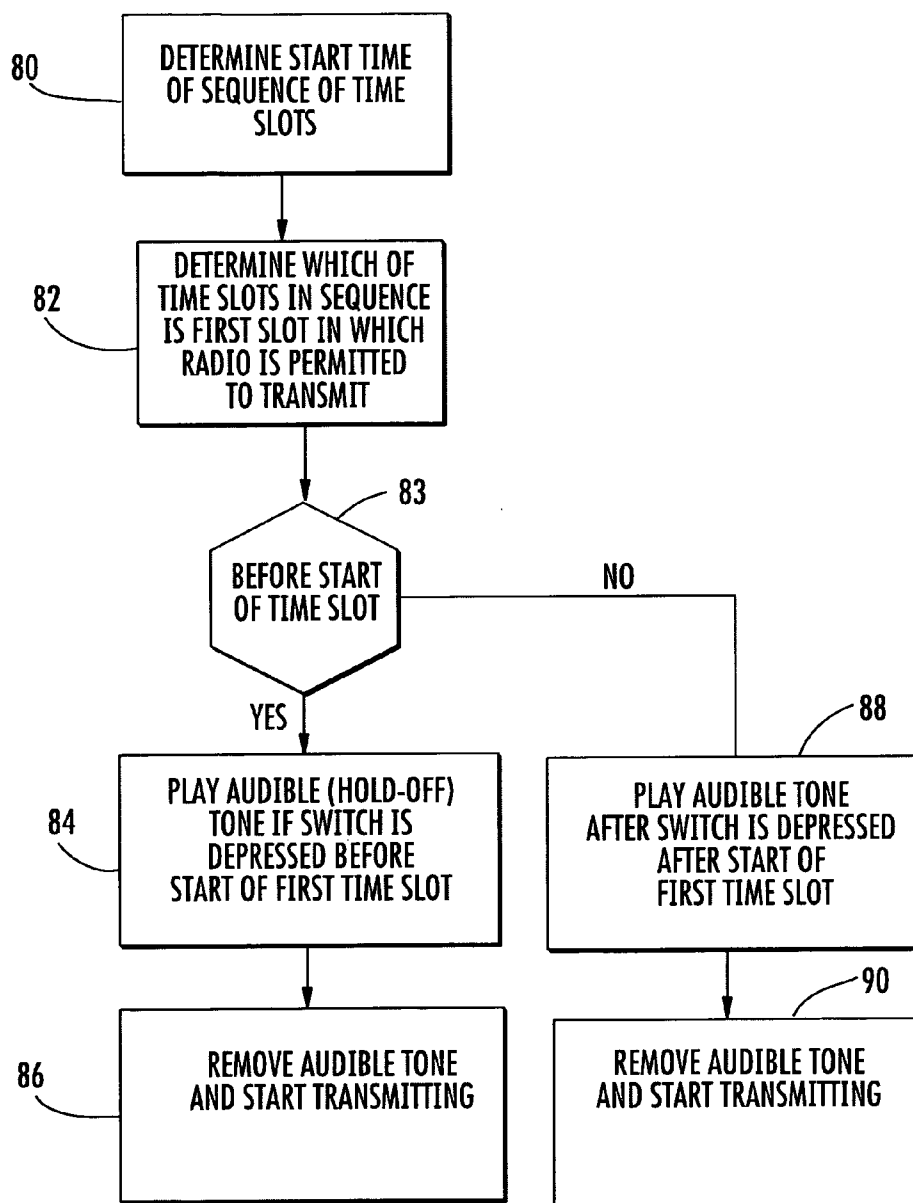 80
DETERMINE START TIME
OF SEQUENCE OF TIME
SLOTS
82
DETERMINE WHICH OF
TIME SLOTS IN SEQUENCE
IS FIRST SLOT IN WHICH
RADIO IS PERMITTED
TO TRANSMIT
83
BEFORE START
OF TIME SLOT
NO
YES
84
PLAY AUDIBLE (HOLD-OFF)
TONE IF SWITCH IS
DEPRESSED BEFORE
START OF FIRST TIME SLOT
88
PLAY AUDIBLE TONE
AFTER SWITCH IS DEPRESSED
AFTER START OF
FIRST TIME SLOT
86
REMOVE AUDIBLE TONE
AND START TRANSMITTING
90
REMOVE AUDIBLE TONE
AND START TRANSMITTING